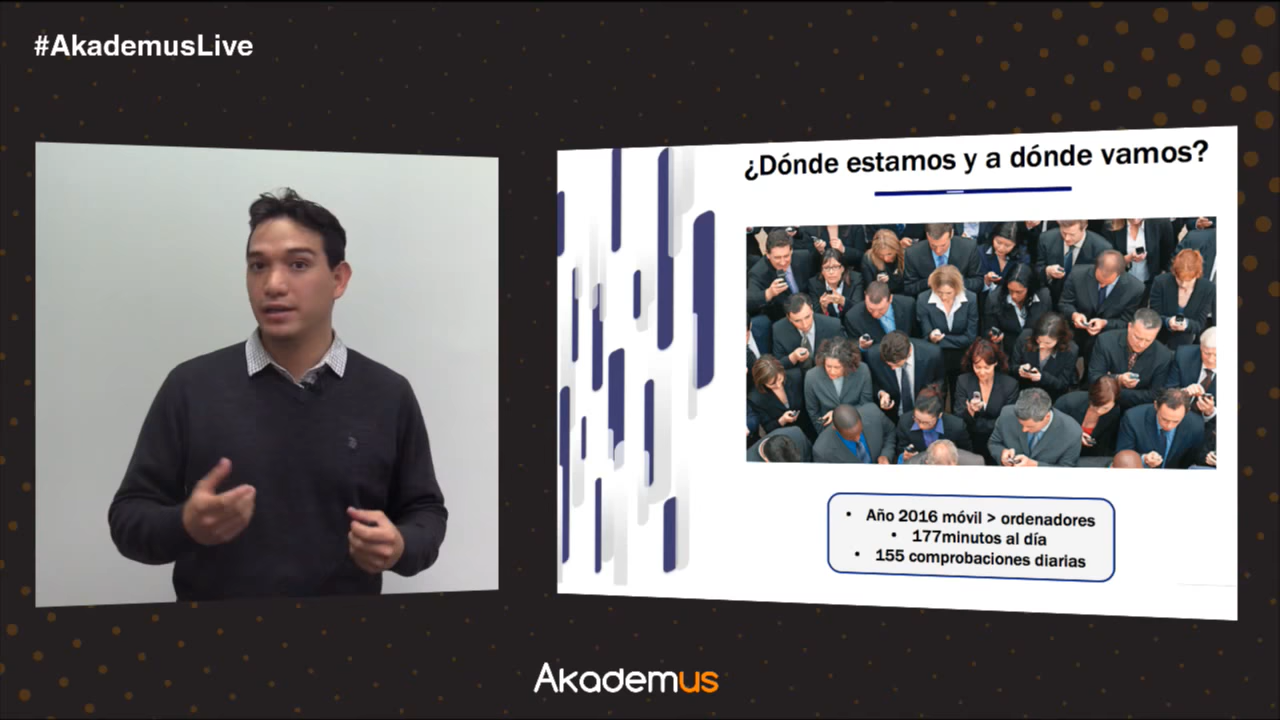 #AkademusLive
¿Dónde estamos y a dónde vamos?
• Año 2016 móvil > ordenadores
• 177minutos al día
• 155 comprobaciones diarias
Akademus